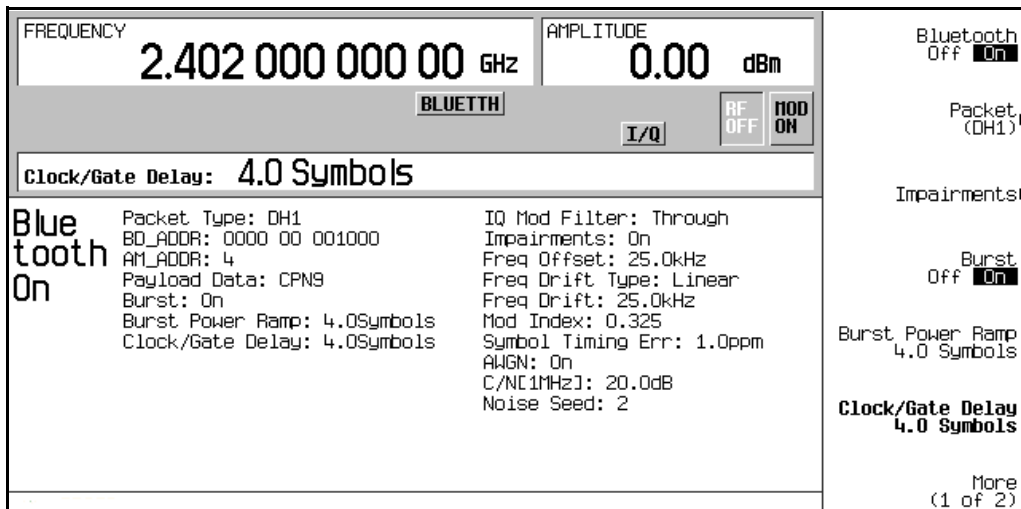 FREQUENCY
2.402 000 000 00 GHz
AMPLITUDE
0.00 dBm
BLUETTH
I/Q
RF
OFF
MOD
ON
Clock/Gate Delay: 4.0 Symbols
Blue
tooth
On
Packet Type: DH1
BD_ADDR: 0000 00 001000
AM_ADDR: 4
Payload Data: CPN9
Burst: On
Burst Power Ramp: 4.0Symbols
Clock/Gate Delay: 4.0Symbols
IQ Mod Filter: Through
Impairments: On
Freq Offset: 25.0kHz
Freq Drift Type: Linear
Freq Drift: 25.0kHz
Mod Index: 0.325
Symbol Timing Err: 1.0ppm
AWGN: On
C/N[1MHz]: 20.0dB
Noise Seed: 2
Bluetooth
Off On
Packet
(DH1)
Impairments
Burst
Off On
Burst Power Ramp
4.0 Symbols
Clock/Gate Delay
4.0 Symbols
More
(1 of 2)